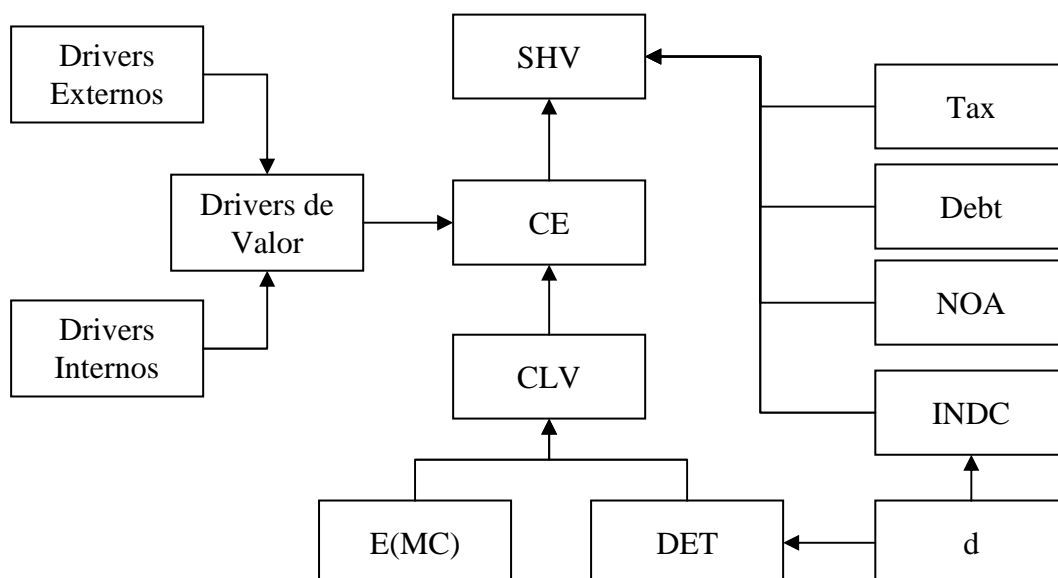 Drivers
Externos
SHV
Tax
Drivers de
Valor
CE
Debt
NOA
Drivers
Internos
CLV
INDC
E(MC)
DET
d